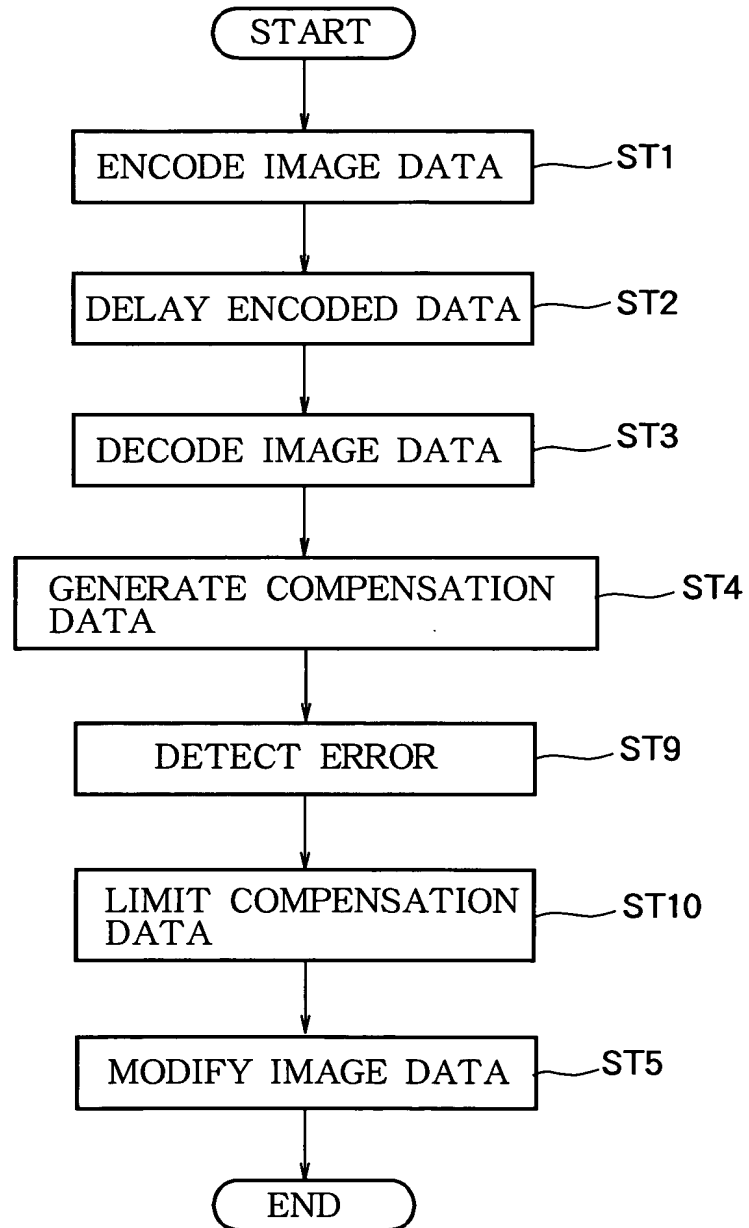 START
ENCODE IMAGE DATA
ST1
DELAY ENCODED DATA
ST2
DECODE IMAGE DATA
ST3
GENERATE COMPENSATION
DATA
ST4
DETECT ERROR
ST9
LIMIT COMPENSATION
DATA
ST10
MODIFY IMAGE DATA
ST5
END